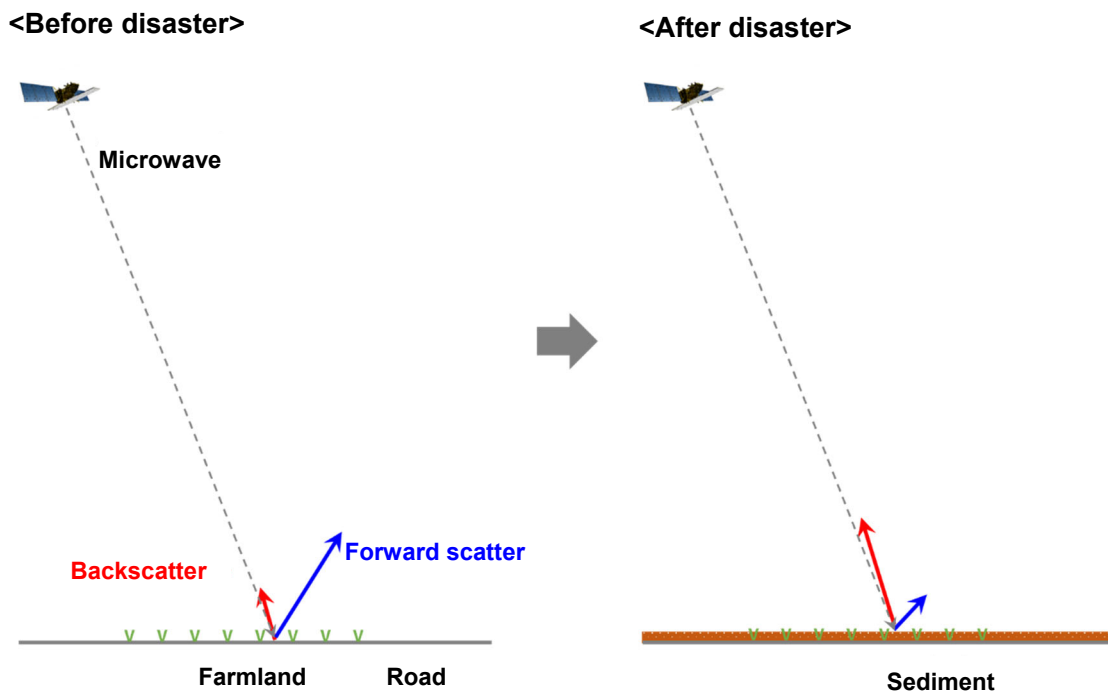 <Before disaster>
<After disaster>
Microwave
Backscatter
Forward scatter
Farmland
Road
Sediment